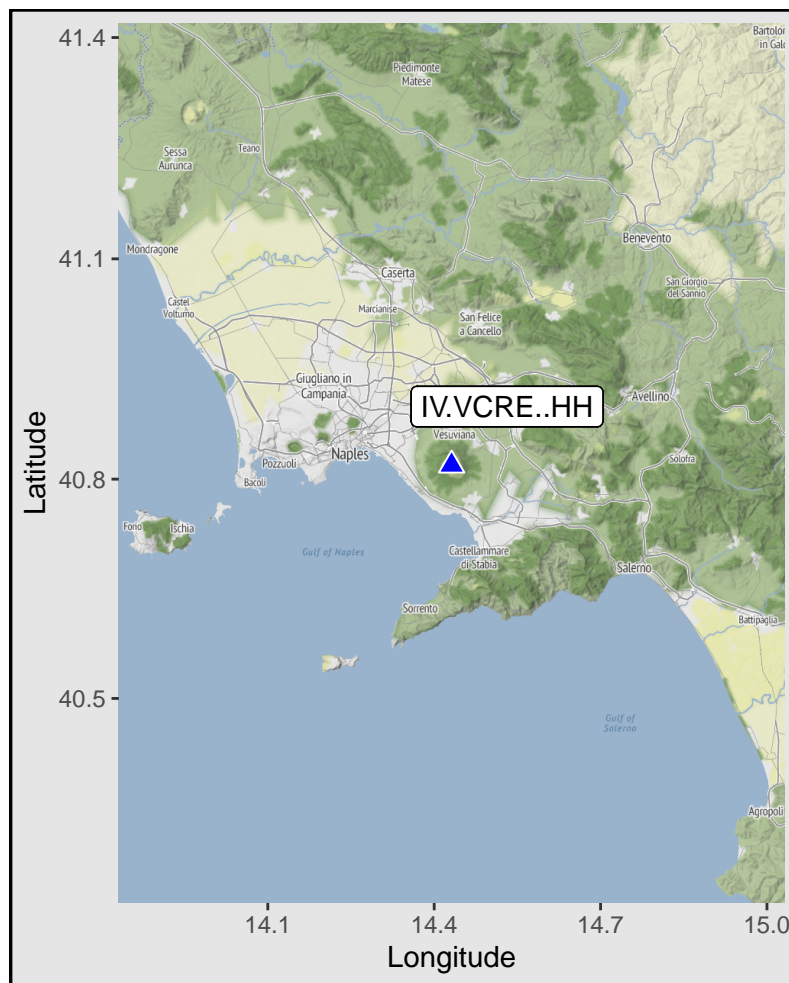 41.4
41.1
40.8
40.5
Latitude
14.1
14.4
14.7
15.0
Longitude
Piedimonte
Matese
Sessa
Aurunca
Teano
Mondragone
Benevento
Caserta
San Giorgio
del Sannio
Castel
Volturno
Marcianise
San Felice
a Cancello
Giugliano in
Campania
IV.VCRE..HH
Avellino
Vesuviana
Naples
Pozzuoli
Solofra
Bacoli
Forio
Ischia
Gulf of Naples
Castellammare
di Stabia
Salerno
Sorrento
Battipaglia
Gulf of
Salerno
Agropoli